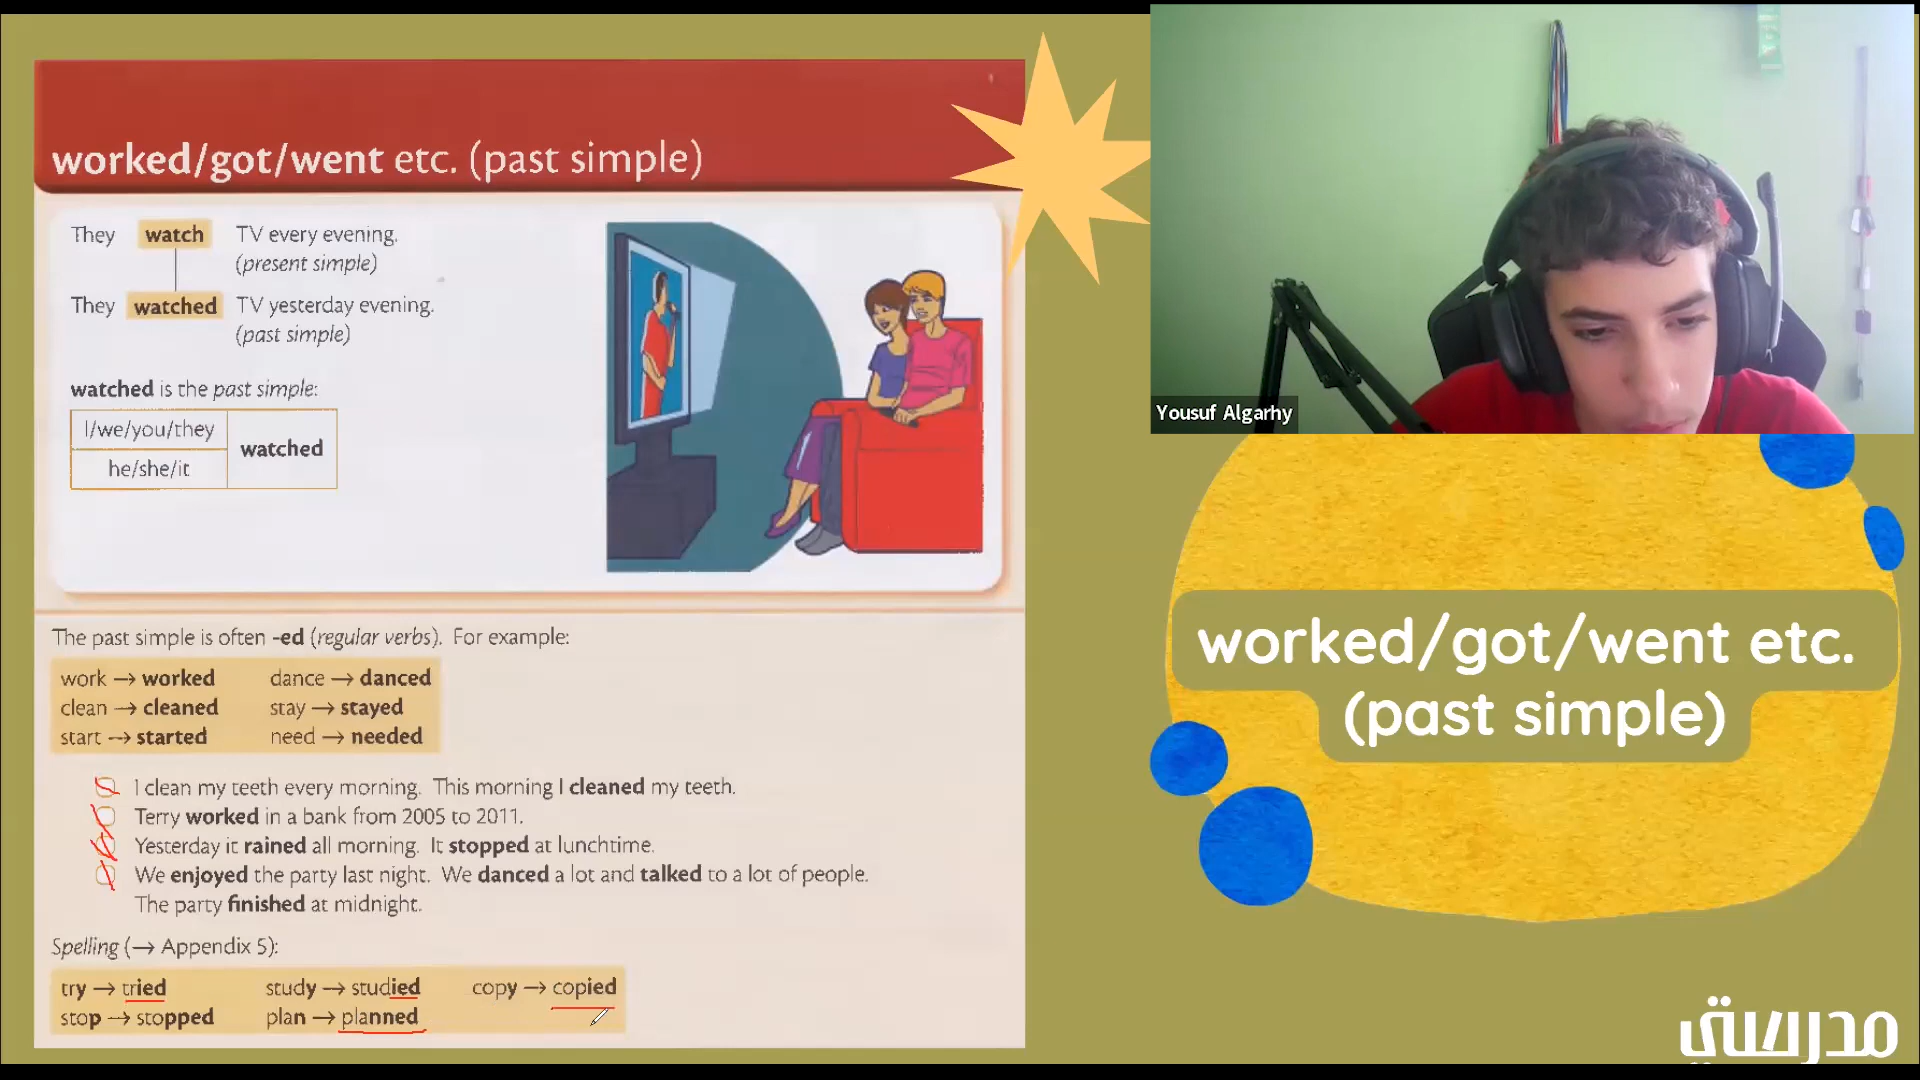 worked/got/went etc. (past simple)
They watch TV every evening.
(present simple)
They watched TV yesterday evening.
(past simple)
watched is the past simple:
I/we/you/they
he/she/it
watched
The past simple is often -ed (regular verbs). For example:
work → worked dance → danced
clean → cleaned stay → stayed
start → started need → needed
I clean my teeth every morning. This morning I cleaned my teeth.
Terry worked in a bank from 2005 to 2011.
Yesterday it rained all morning. It stopped at lunchtime.
We enjoyed the party last night. We danced a lot and talked to a lot of people.
The party finished at midnight.
Spelling (→ Appendix 5):
try → tried study → studied copy → copied
stop → stopped plan → planned
Yousuf Algarhy
worked/got/went etc.
(past simple)
مدرستي